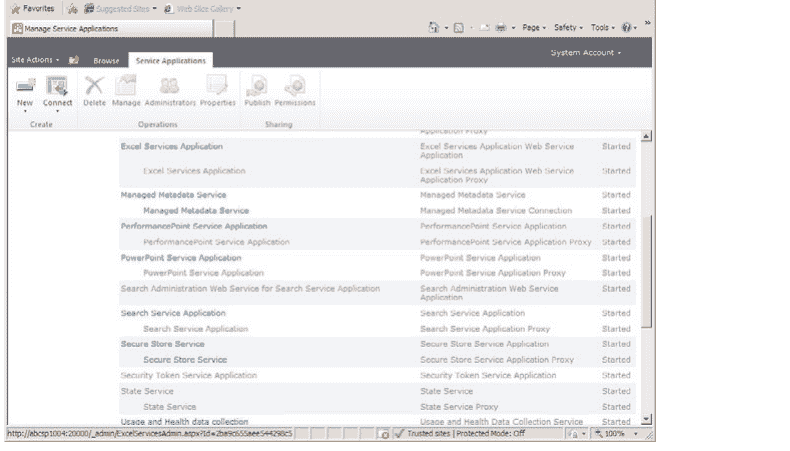 Favorites Suggested Sites Web Slice Gallery
Manage Service Applications Page Safety Tools
Site Actions Browse Service Applications System Account
New Connect Delete Manage Administrators Properties Publish Permissions
Create Operations Sharing
Application Proxy
Excel Services Application Excel Services Application Web Service Started
Application
Excel Services Application Excel Services Application Web Service Started
Application Proxy
Managed Metadata Service Managed Metadata Service Started
Managed Metadata Service Managed Metadata Service Connection Started
PerformancePoint Service Application PerformancePoint Service Application Started
PerformancePoint Service Application PerformancePoint Service Application Proxy Started
PowerPoint Service Application PowerPoint Service Application Started
PowerPoint Service Application PowerPoint Service Application Proxy Started
Search Administration Web Service for Search Service Application Search Administration Web Service Started
Application
Search Service Application Search Service Application Started
Search Service Application Search Service Application Proxy Started
Secure Store Service Secure Store Service Application Started
Secure Store Service Secure Store Service Application Proxy Started
Security Token Service Application Security Token Service Application Started
State Service State Service Started
State Service State Service Proxy Started
Usage and Health data collection Usage and Health Data Collection Service Started
Trusted sites | Protected Mode: Off 100%